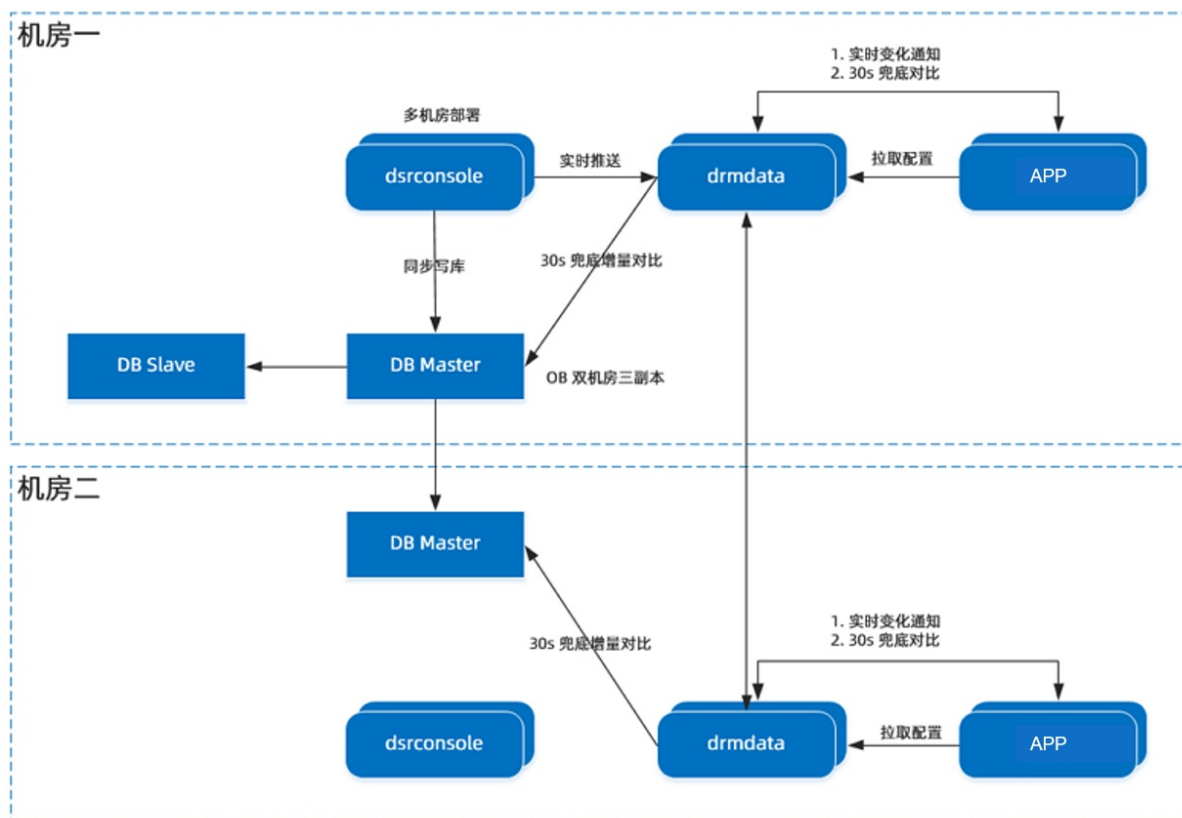 机房一
1. 实时变化通知
2. 30s 兜底对比
多机房部署
dsrconsole
实时推送
drmdata
拉取配置
APP
同步写库
30s 兜底增量对比
DB Slave
DB Master
OB 双机房三副本
机房二
DB Master
1. 实时变化通知
2. 30s 兜底对比
30s 兜底增量对比
dsrconsole
drmdata
拉取配置
APP